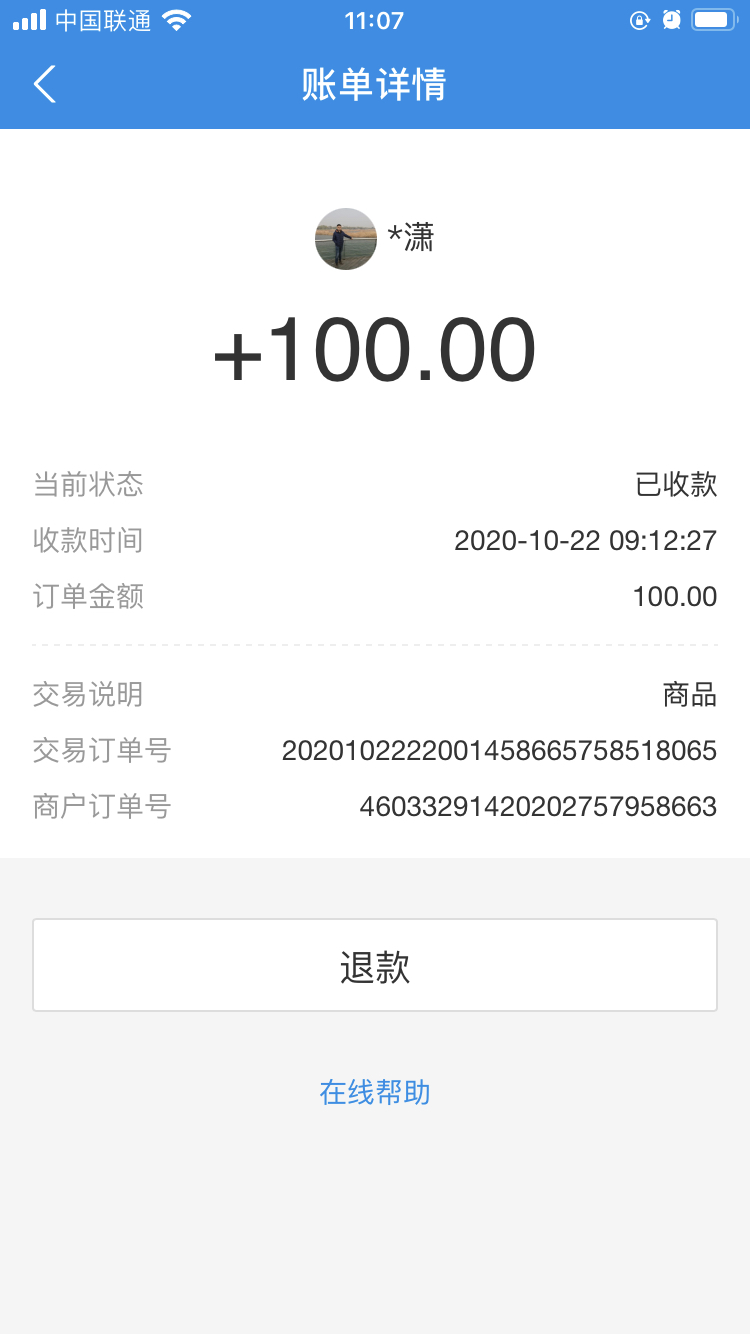 中国联通 11:07
账单详情
*潇
+100.00
当前状态 已收款
收款时间 2020-10-22 09:12:27
订单金额 100.00
交易说明 商品
交易订单号 2020102222001458665758518065
商户订单号 46033291420202757958663
退款
在线帮助